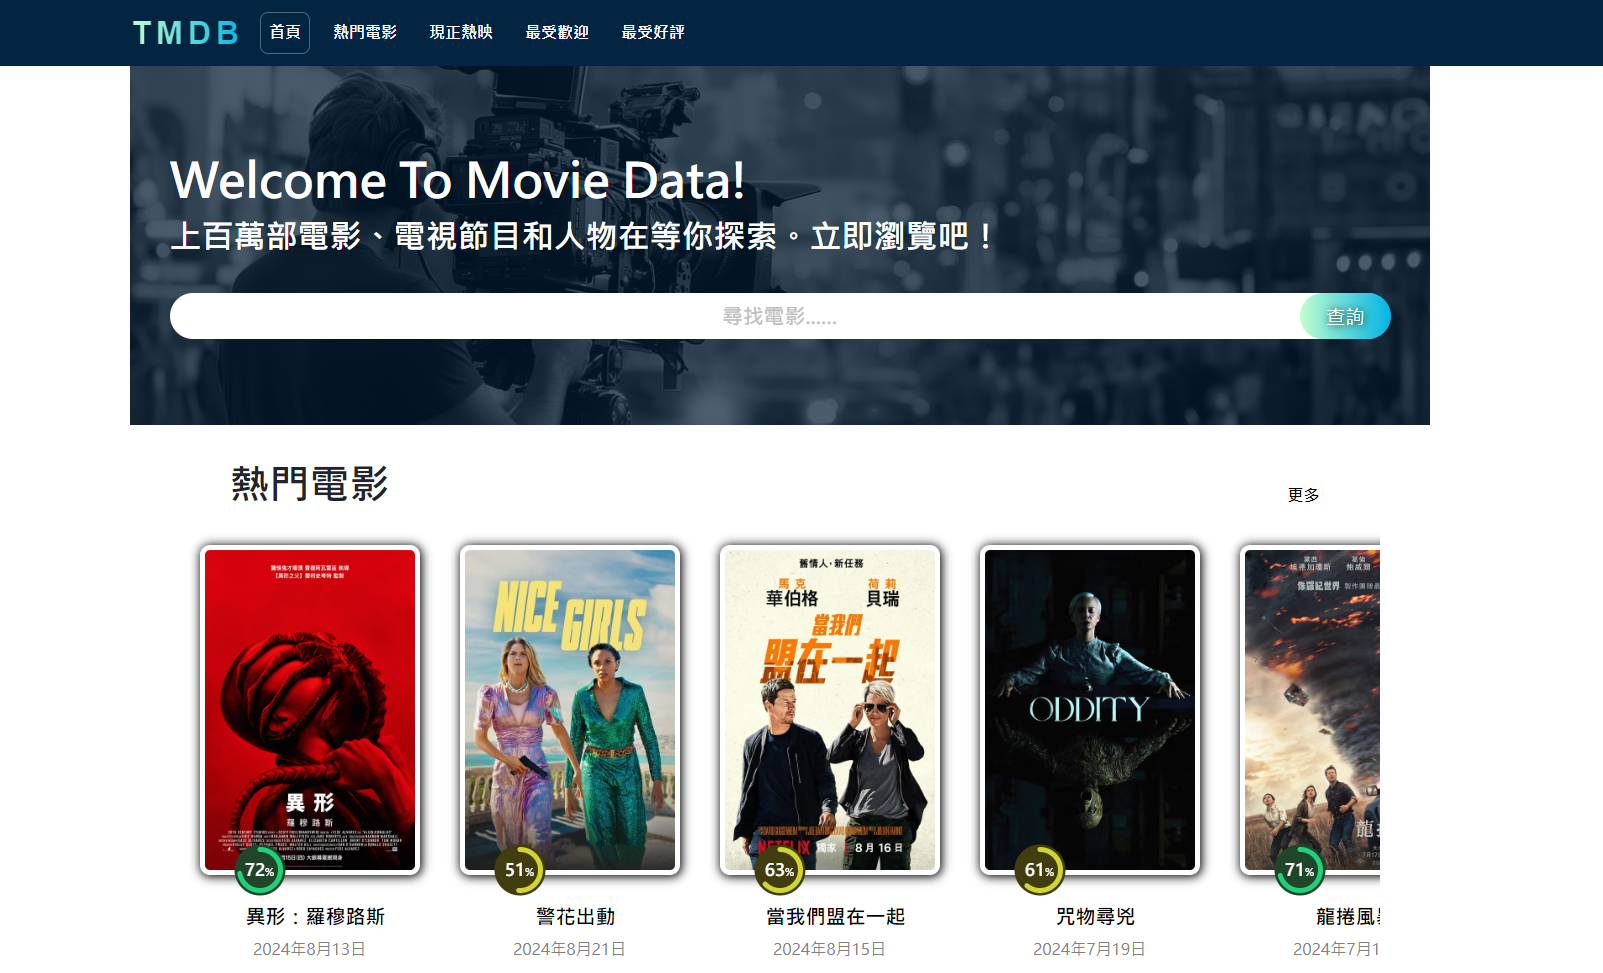 TMDB 首頁 熱門電影 現正熱映 最受歡迎 最受好評
Welcome To Movie Data!
上百萬部電影、電視節目和人物在等你探索。立即瀏覽吧！
尋找電影...... 查詢
熱門電影
更多
異形
羅穆路斯
72%
異形：羅穆路斯
2024年8月13日
NICE GIRLS
51%
警花出動
2024年8月21日
舊情人，新任務
馬克 荷莉
華伯格 貝瑞
當我們
盟在一起
NETFLIX 獨家 8月16日
63%
當我們盟在一起
2024年8月15日
ODDITY
61%
咒物尋兇
2024年7月19日
侏羅紀世界
71%
龍捲風
2024年7月1